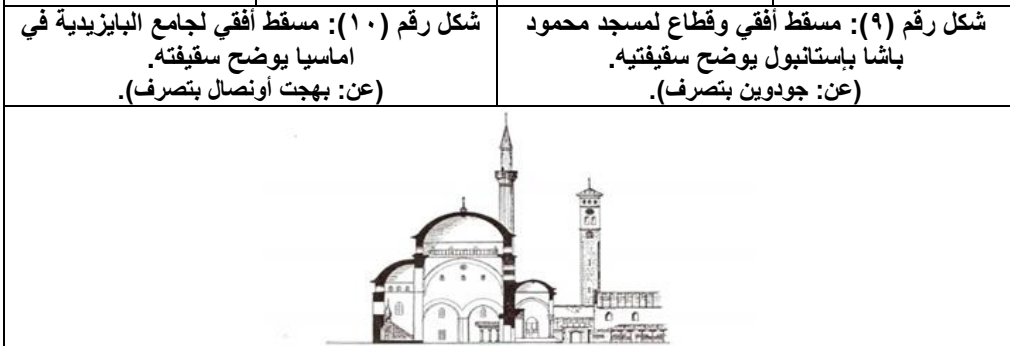 شكل رقم (٩): مسقط أفقي وقطاع لمسجد محمود
باشا بإستانبول يوضح سقيفتيه.
(عن: جودوين بتصرف).
شكل رقم (١٠): مسقط أفقي لجامع البايزيدية في
اماسيا يوضح سقيفته.
(عن: بهجت أونصال بتصرف).